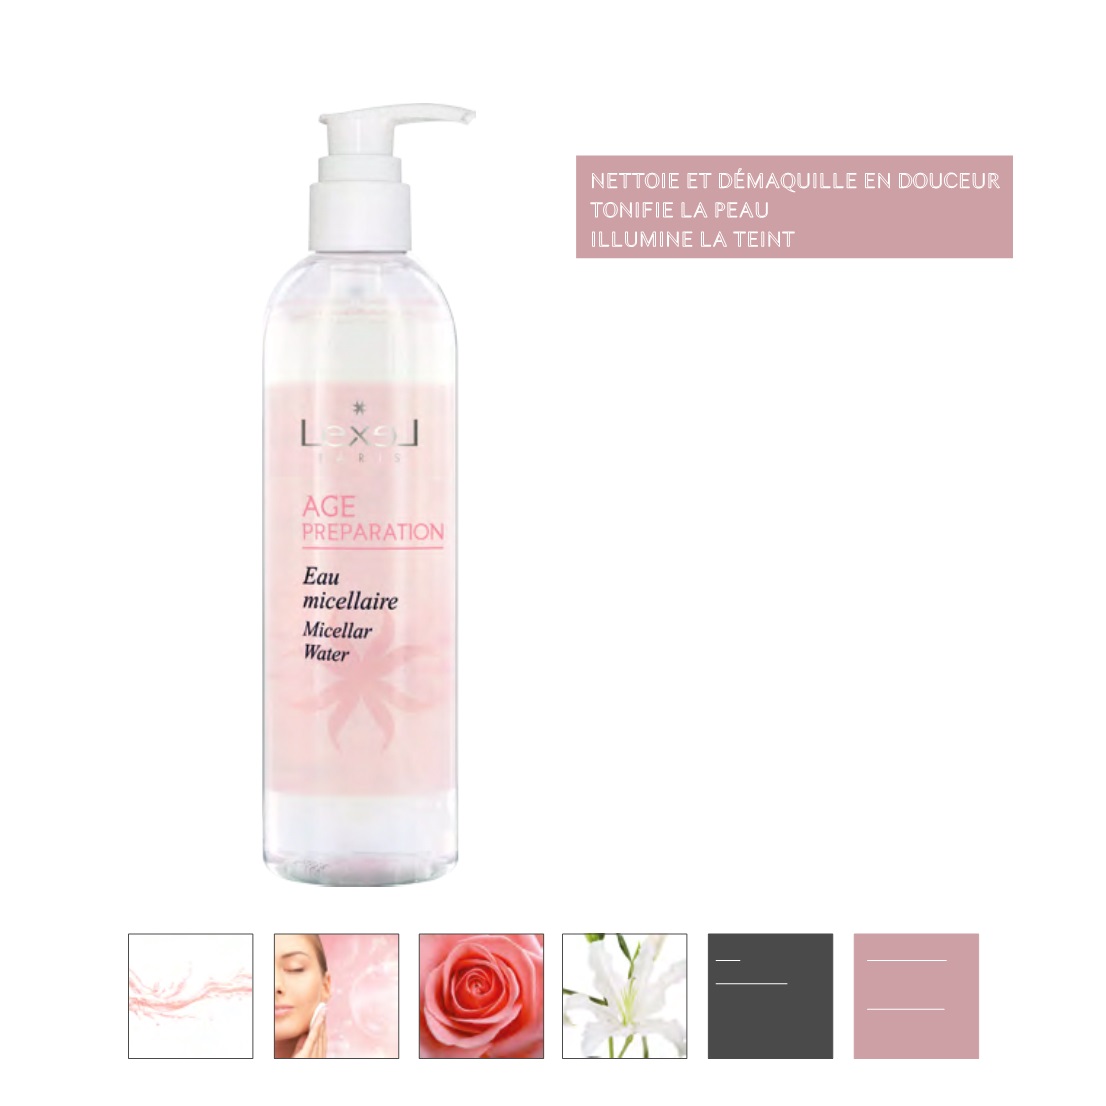 NETTOIE ET DÉMAQUILLE EN DOUCEUR
TONIFIE LA PEAU
ILLUMINE LA TEINT
Lexel
PARIS
AGE
PREPARATION
Eau
micellaire
Micellar
Water